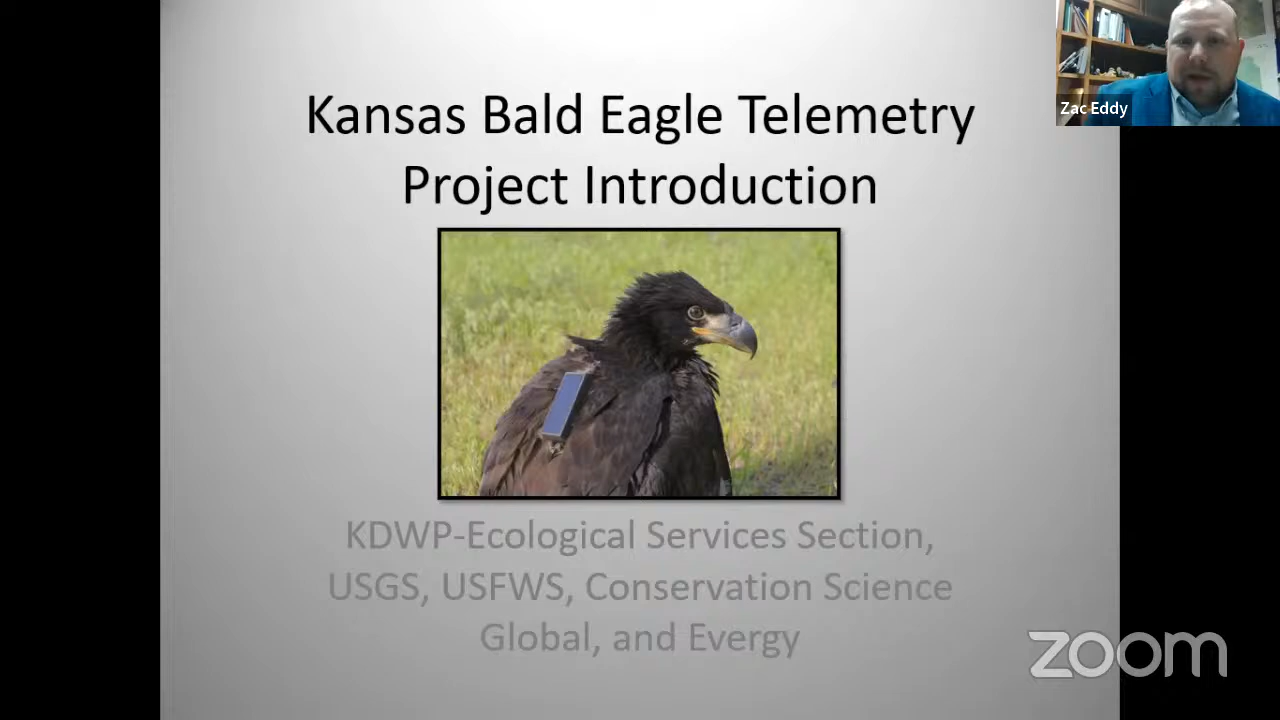 Kansas Bald Eagle Telemetry
Project Introduction
Zac Eddy
KDWP-Ecological Services Section,
USGS, USFWS, Conservation Science
Global, and Evergy
zoom